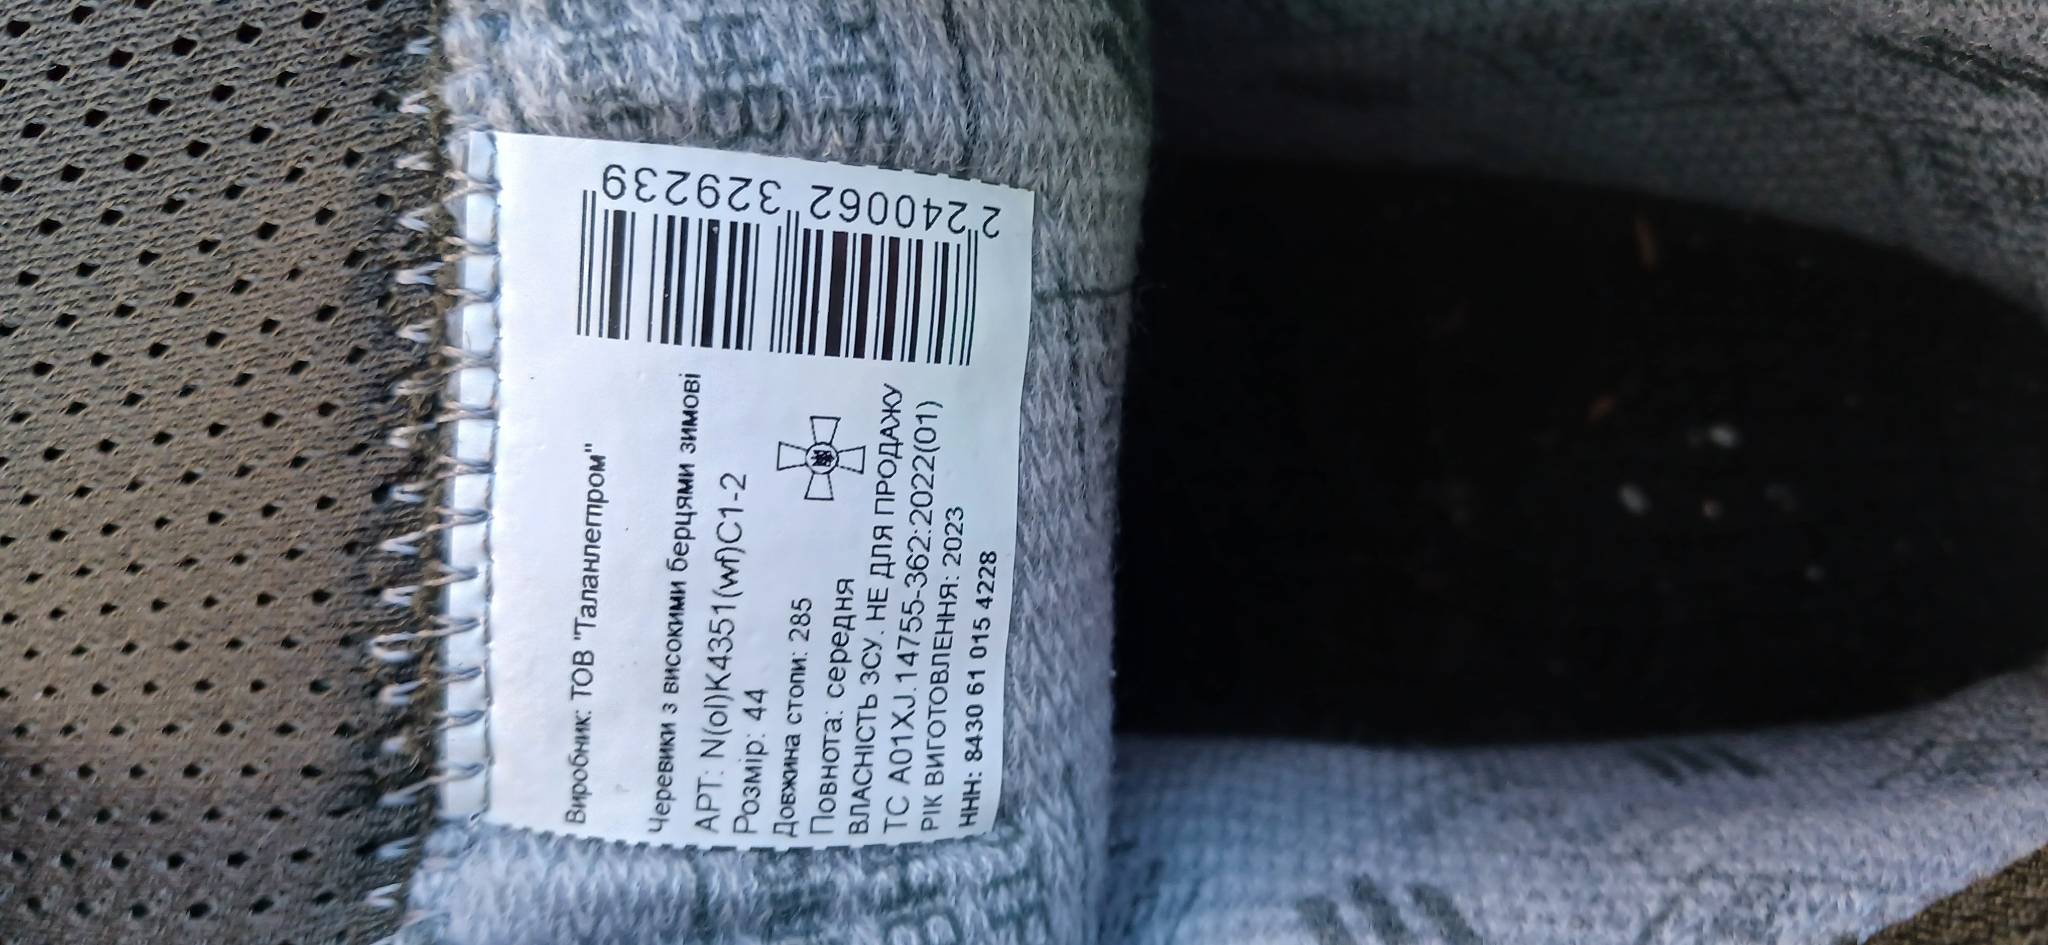 Виробник: ТОВ "Таланлегпром"
Черевики з високими берцями зимові
АРТ: N(ol)K4351(wf)C1-2
Розмір: 44
Довжина стопи: 285
Повнота: середня
ВЛАСНІСТЬ ЗСУ. НЕ ДЛЯ ПРОДАЖУ
ТС А01XJ.14755-362:2022(01)
РІК ВИГОТОВЛЕННЯ: 2023
ННН: 8430 61 015 4228
2 240062 329239